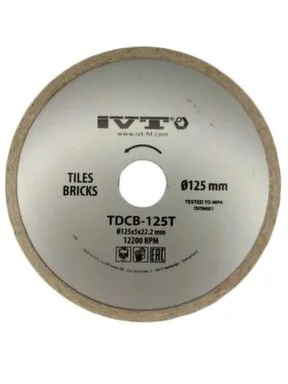 IVT
www.ivt-ht.com
TILES
BRICKS
Ø125 mm
TESTED TO MPA
ISO9001
TDCB-125T
Ø125x5x22.2 mm
12200 RPM